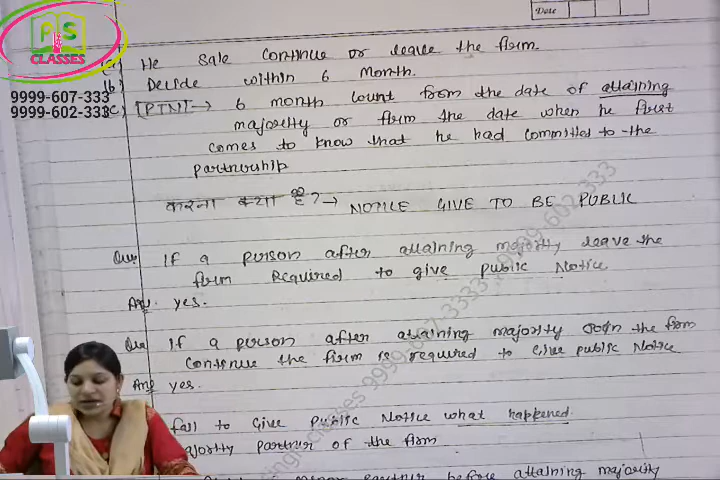 Date
PS
CLASSES
9999-607-333
9999-602-333
(a) He Sale Continue or leave the firm.
(b) Decide within 6 Month.
(c) [PTN] → 6 month Count from the date of attaining
majority or firm the date when he first
comes to know that he had committed to the
partnership
करना क्या है? → NOTICE GIVE TO BE PUBLIC
Que If a person after attaining majority leave the
firm Required to give public Notice
Ans. yes.
Que If a person after attaining majority Join the firm
Continue the firm is required to Give public Notice
Ans yes.
fail to Give Public Notice what happened.
ajority partner of the firm
partner before attaining majority